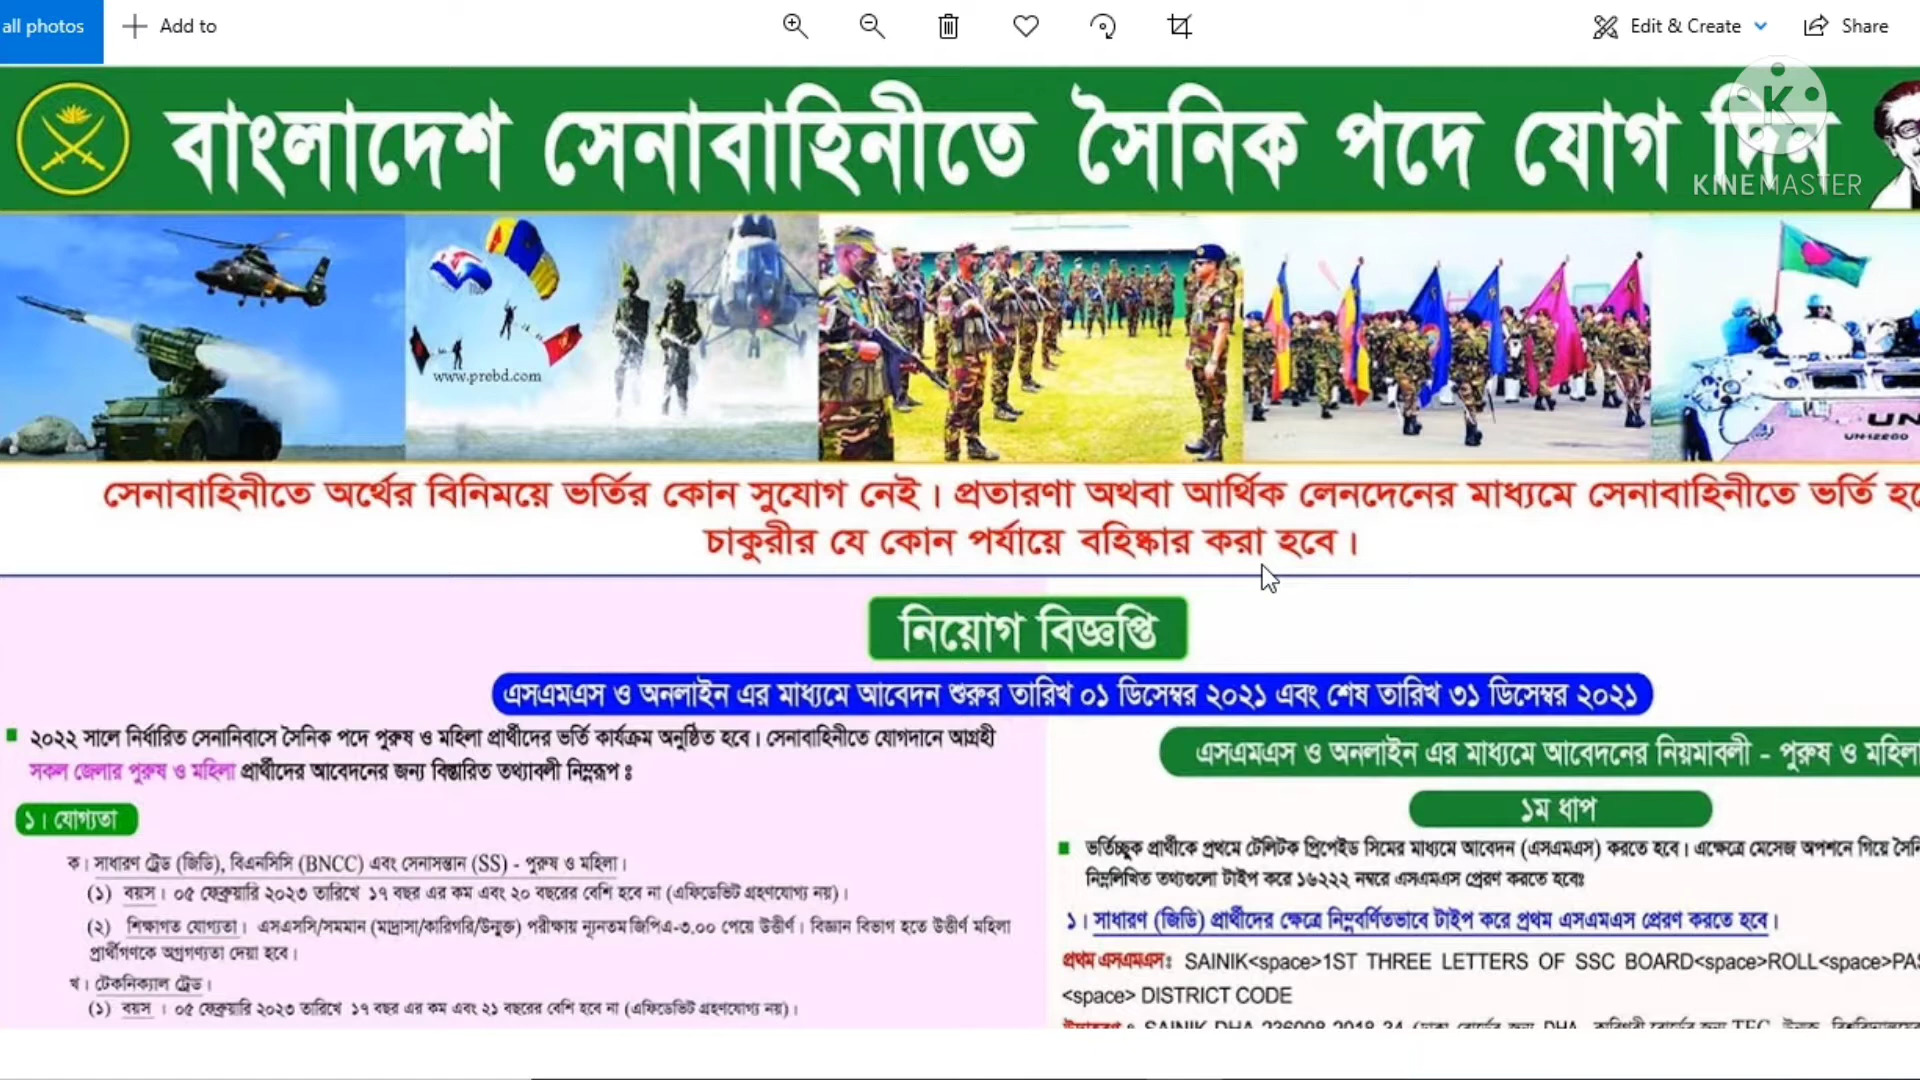 all photos
Add to
Edit & Create
Share
বাংলাদেশ সেনাবাহিনীতে সৈনিক পদে যোগ দিন
KINEMASTER
www.prebd.com
UN
UN-12260
সেনাবাহিনীতে অর্থের বিনিময়ে ভর্তির কোন সুযোগ নেই। প্রতারণা অথবা আর্থিক লেনদেনের মাধ্যমে সেনাবাহিনীতে ভর্তি
চাকুরীর যে কোন পর্যায়ে বহিষ্কার করা হবে।
নিয়োগ বিজ্ঞপ্তি
এসএমএস ও অনলাইন এর মাধ্যমে আবেদন শুরুর তারিখ ০১ ডিসেম্বর ২০২১ এবং শেষ তারিখ ৩১ ডিসেম্বর ২০২১
২০২২ সালে নির্ধারিত সেনানিবাসে সৈনিক পদে পুরুষ ও মহিলা প্রার্থীদের ভর্তি কার্যক্রম অনুষ্ঠিত হবে। সেনাবাহিনীতে যোগদানে আগ্রহী
সকল জেলার পুরুষ ও মহিলা প্রার্থীদের আবেদনের জন্য বিস্তারিত তথ্যাবলী নিম্নরূপ ঃ
১। যোগ্যতা
ক। সাধারণ ট্রেড (জিডি), বিএনসিসি (BNCC) এবং সেনাসন্তান (SS) - পুরুষ ও মহিলা।
(১) বয়স। ০৫ ফেব্রুয়ারি ২০২৩ তারিখে ১৭ বছর এর কম এবং ২০ বছরের বেশি হবে না (এফিডেভিট গ্রহণযোগ্য নয়)।
(২) শিক্ষাগত যোগ্যতা। এসএসসি/সমমান (মাদ্রাসা/কারিগরি/উন্মুক্ত) পরীক্ষায় ন্যূনতম জিপিএ-৩.০০ পেয়ে উত্তীর্ণ। বিজ্ঞান বিভাগ হতে উত্তীর্ণ মহিলা
প্রার্থীগণকে অগ্রগণ্যতা দেয়া হবে।
খ। টেকনিক্যাল ট্রেড।
(১) বয়স । ০৫ ফেব্রুয়ারি ২০২৩ তারিখে ১৭ বছর এর কম এবং ২১ বছরের বেশি হবে না (এফিডেভিট গ্রহণযোগ্য নয়)।
এসএমএস ও অনলাইন এর মাধ্যমে আবেদনের নিয়মাবলী - পুরুষ ও মহিলা
১ম ধাপ
ভর্তিচ্ছুক প্রার্থীকে প্রথমে টেলিটক প্রিপেইড সিমের মাধ্যমে আবেদন (এসএমএস) করতে হবে। এক্ষেত্রে মেসেজ অপশনে গিয়ে
নিম্নলিখিত তথ্যগুলো টাইপ করে ১৬২২২ নম্বরে এসএমএস প্রেরণ করতে হবেঃ
১। সাধারণ (জিডি) প্রার্থীদের ক্ষেত্রে নিম্নবর্ণিতভাবে টাইপ করে প্রথম এসএমএস প্রেরণ করতে হবে।
প্রথম এসএমএসঃ SAINIK<space>1ST THREE LETTERS OF SSC BOARD<space>ROLL<space>PAS
<space> DISTRICT CODE